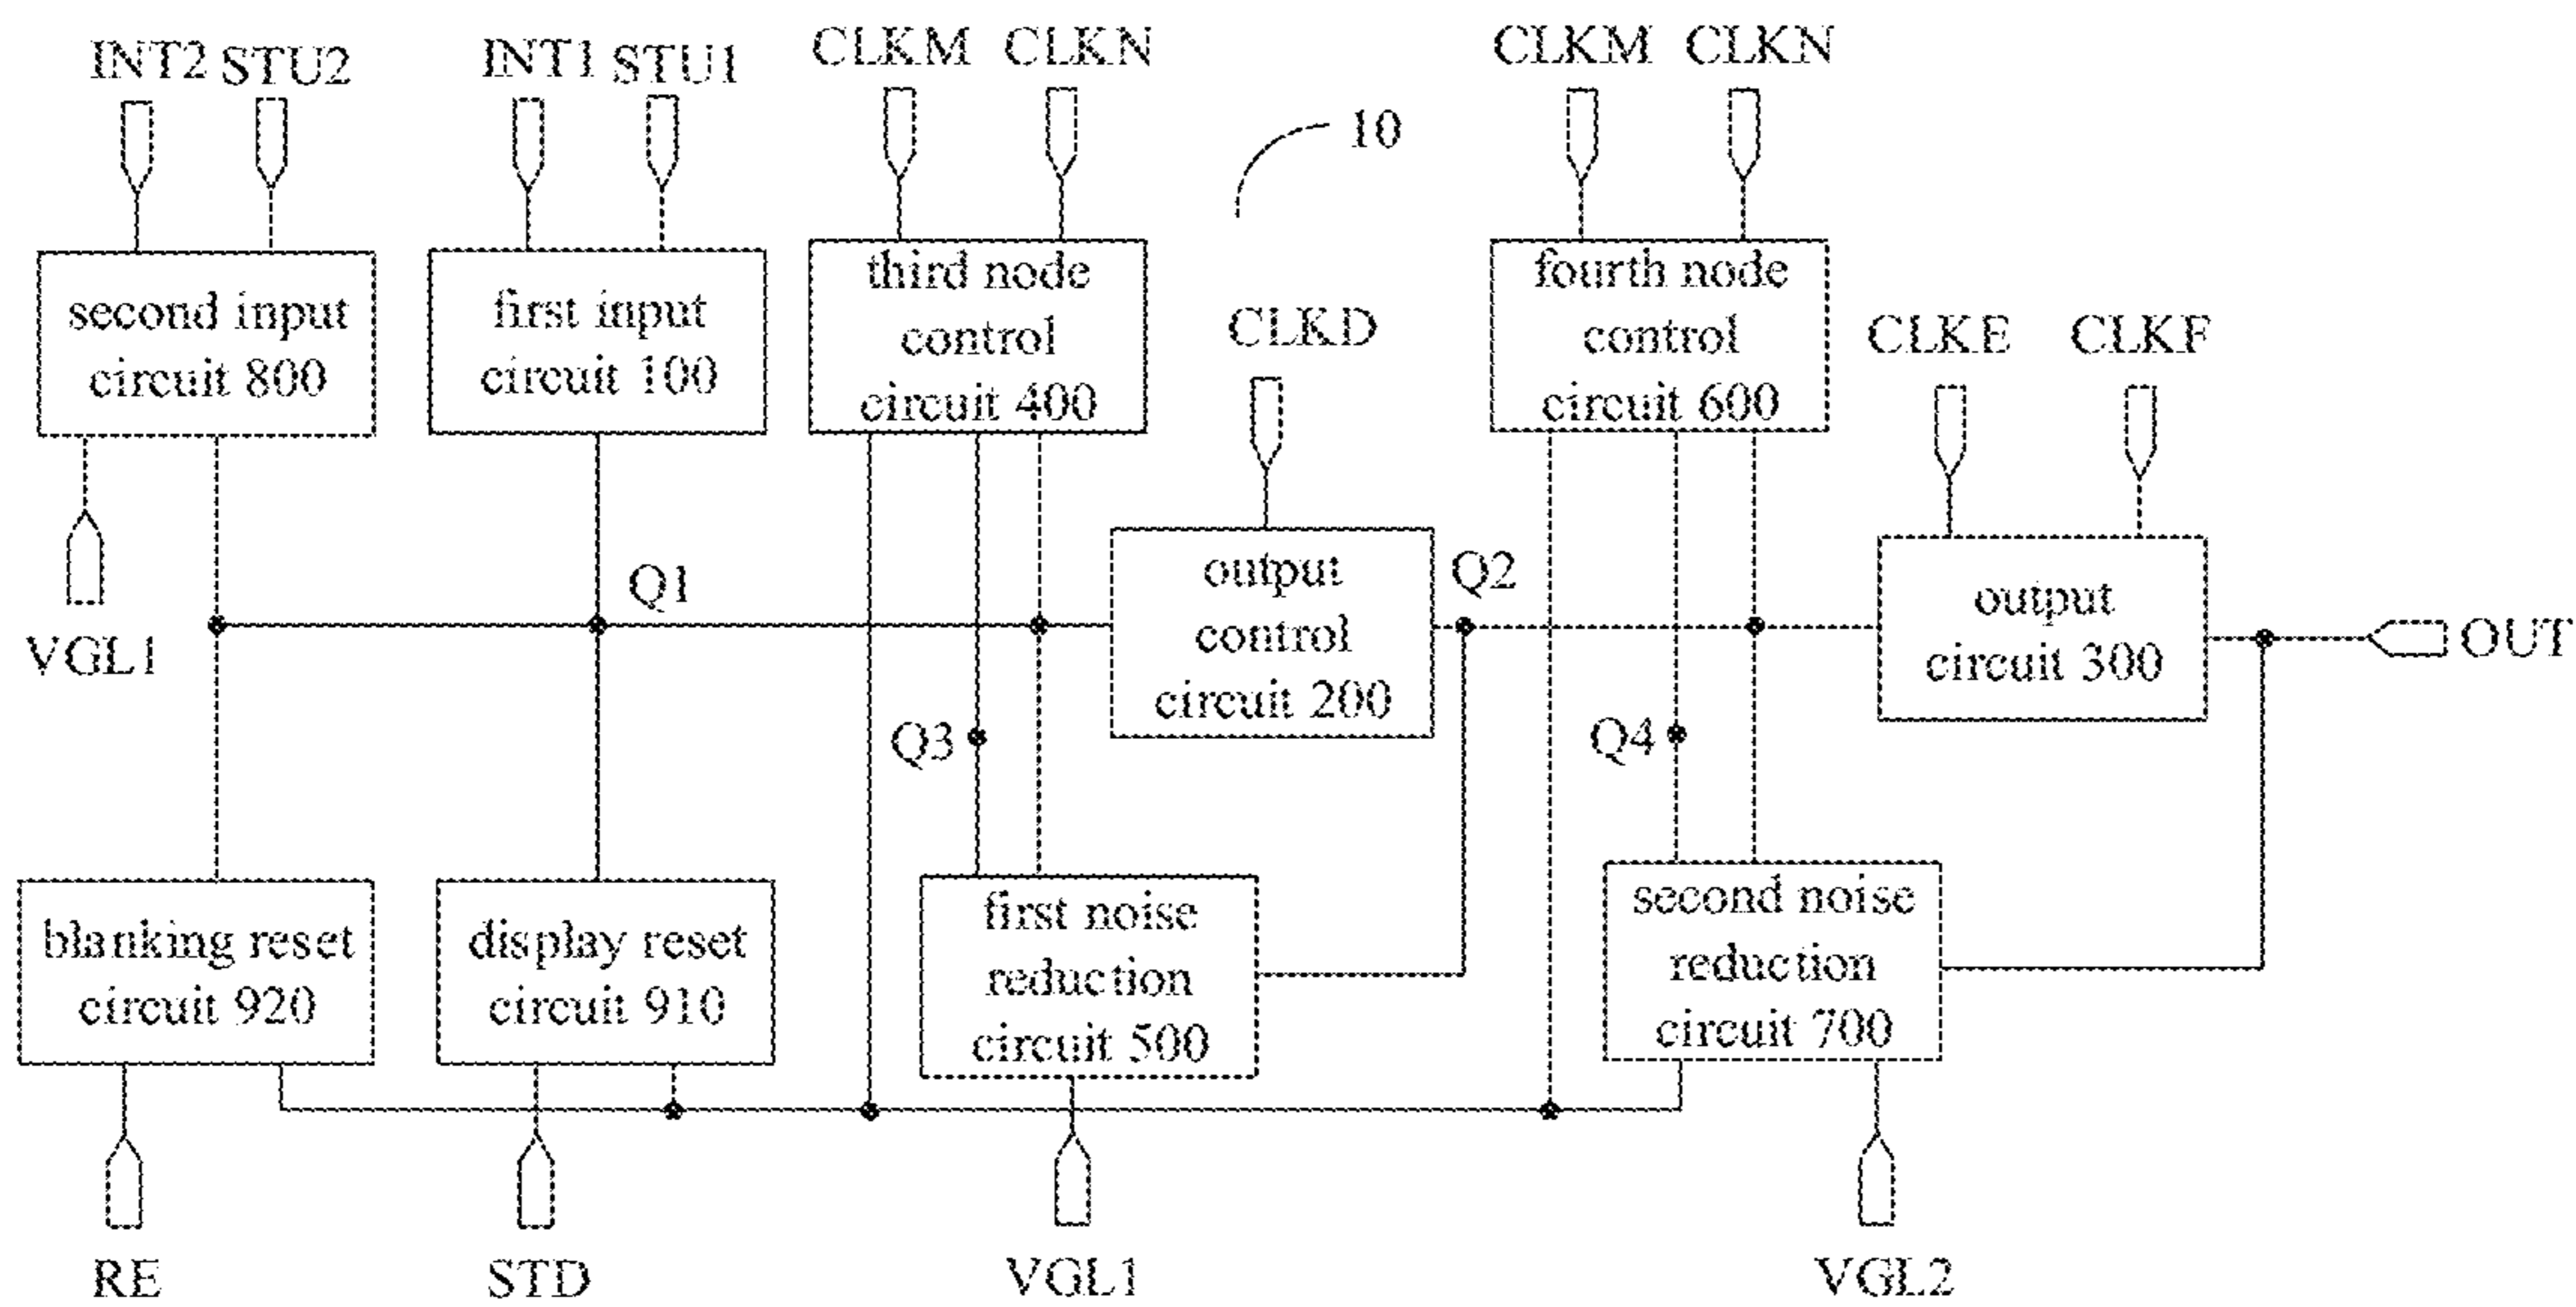 INT2 STU2 INT1 STU1 CLKM CLKN CLKM CLKN
10
second input
circuit 800
first input
circuit 100
third node
control
circuit 400
fourth node
control
circuit 600
CLKD
CLKE
CLKF
VGL1
Q1
output
control
circuit 200
Q2
output
circuit 300
OUT
Q3
Q4
blanking reset
circuit 920
display reset
circuit 910
first noise
reduction
circuit 500
second noise
reduction
circuit 700
RE
STD
VGL1
VGL2